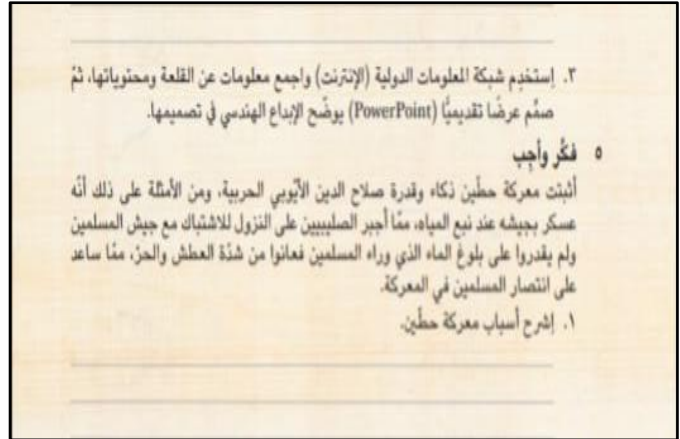 ٣. إستخدِم شبكة المعلومات الدولية (الإنترنت) واجمع معلومات عن القلعة ومحتوياتها، ثمّ
صمّم عرضًا تقديميًّا (PowerPoint) يوضّح الإبداع الهندسي في تصميمها.
٥ فكّر وأجِب
أثبتت معركة حطّين ذكاء وقدرة صلاح الدين الأيّوبي الحربية، ومن الأمثلة على ذلك أنّه
عسكر بجيشه عند نبع المياه، ممّا أجبر الصليبيين على النزول للاشتباك مع جيش المسلمين
ولم يقدروا على بلوغ الماء الذي وراء المسلمين فعانوا من شدّة العطش والحرّ، ممّا ساعد
على انتصار المسلمين في المعركة.
١. إشرح أسباب معركة حطّين.